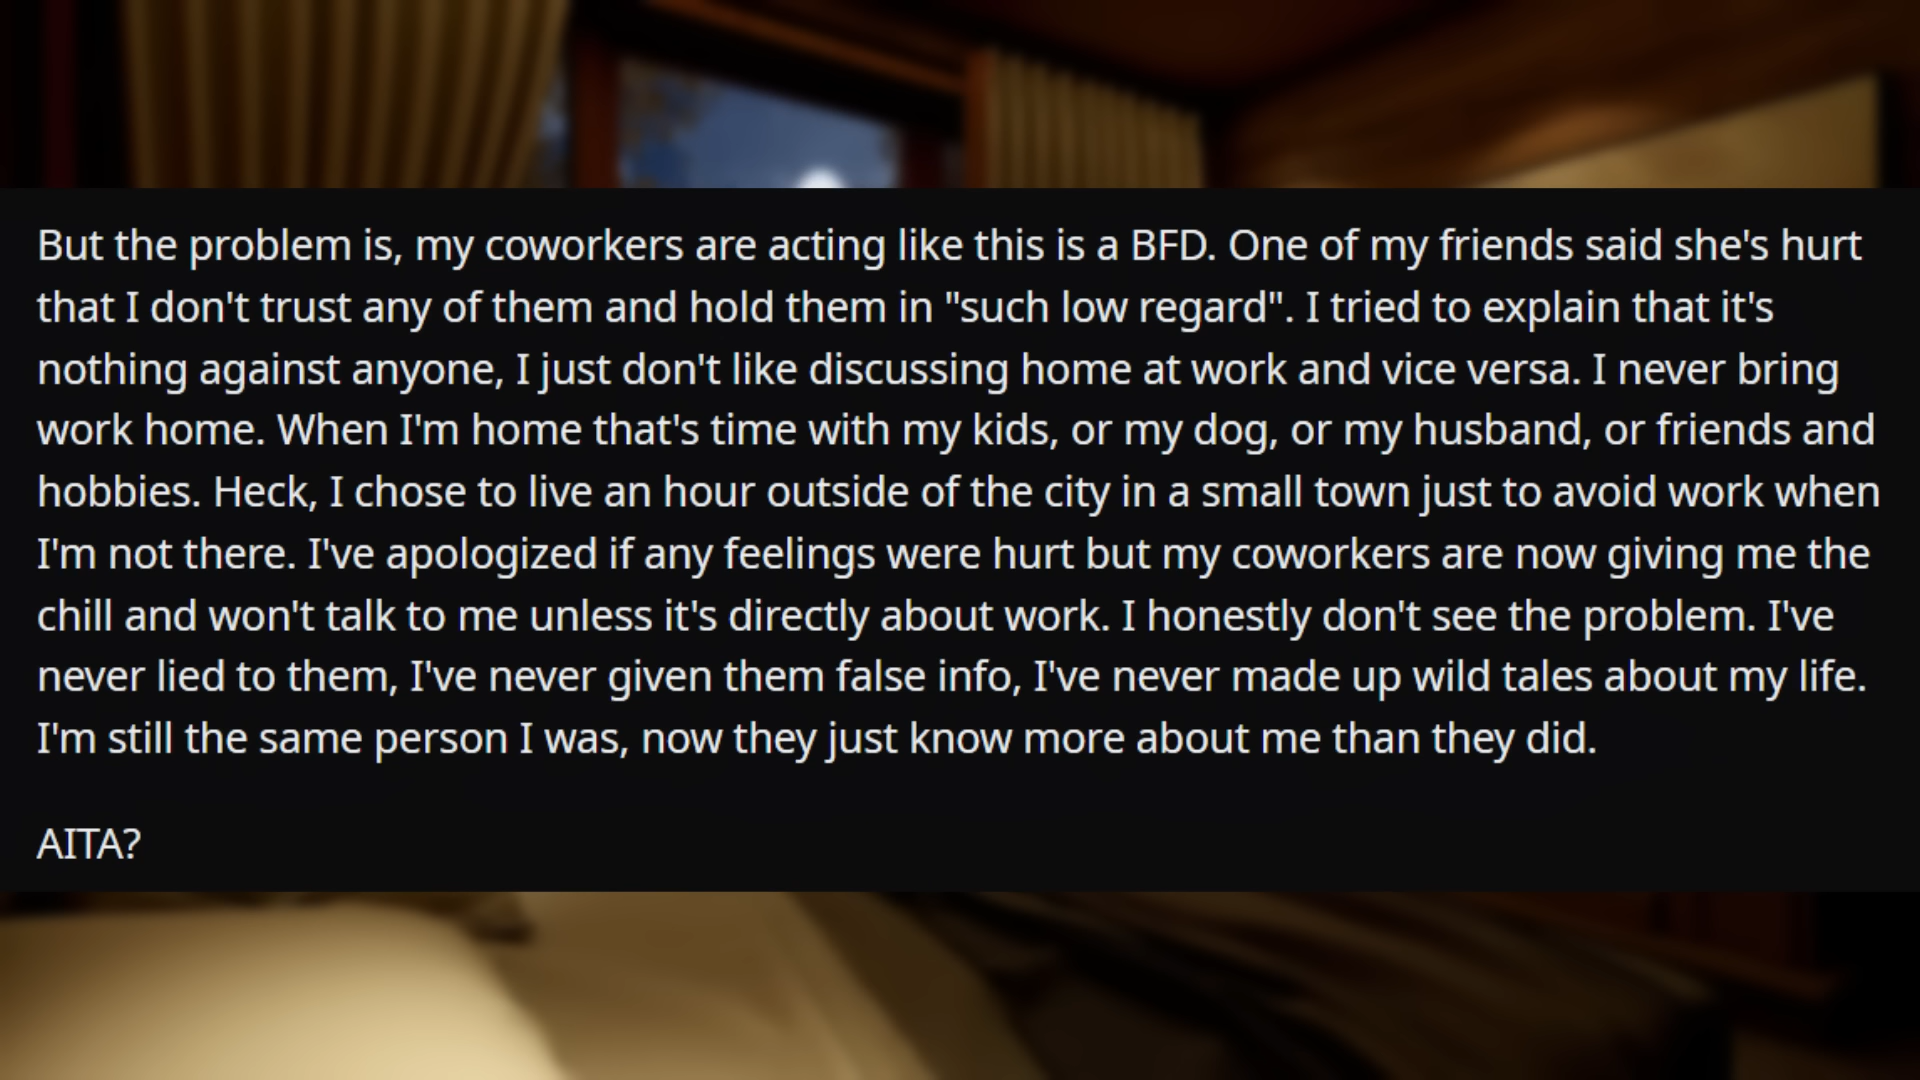 But the problem is, my coworkers are acting like this is a BFD. One of my friends said she's hurt
that I don't trust any of them and hold them in "such low regard". I tried to explain that it's
nothing against anyone, I just don't like discussing home at work and vice versa. I never bring
work home. When I'm home that's time with my kids, or my dog, or my husband, or friends and
hobbies. Heck, I chose to live an hour outside of the city in a small town just to avoid work when
I'm not there. I've apologized if any feelings were hurt but my coworkers are now giving me the
chill and won't talk to me unless it's directly about work. I honestly don't see the problem. I've
never lied to them, I've never given them false info, I've never made up wild tales about my life.
I'm still the same person I was, now they just know more about me than they did.
AITA?